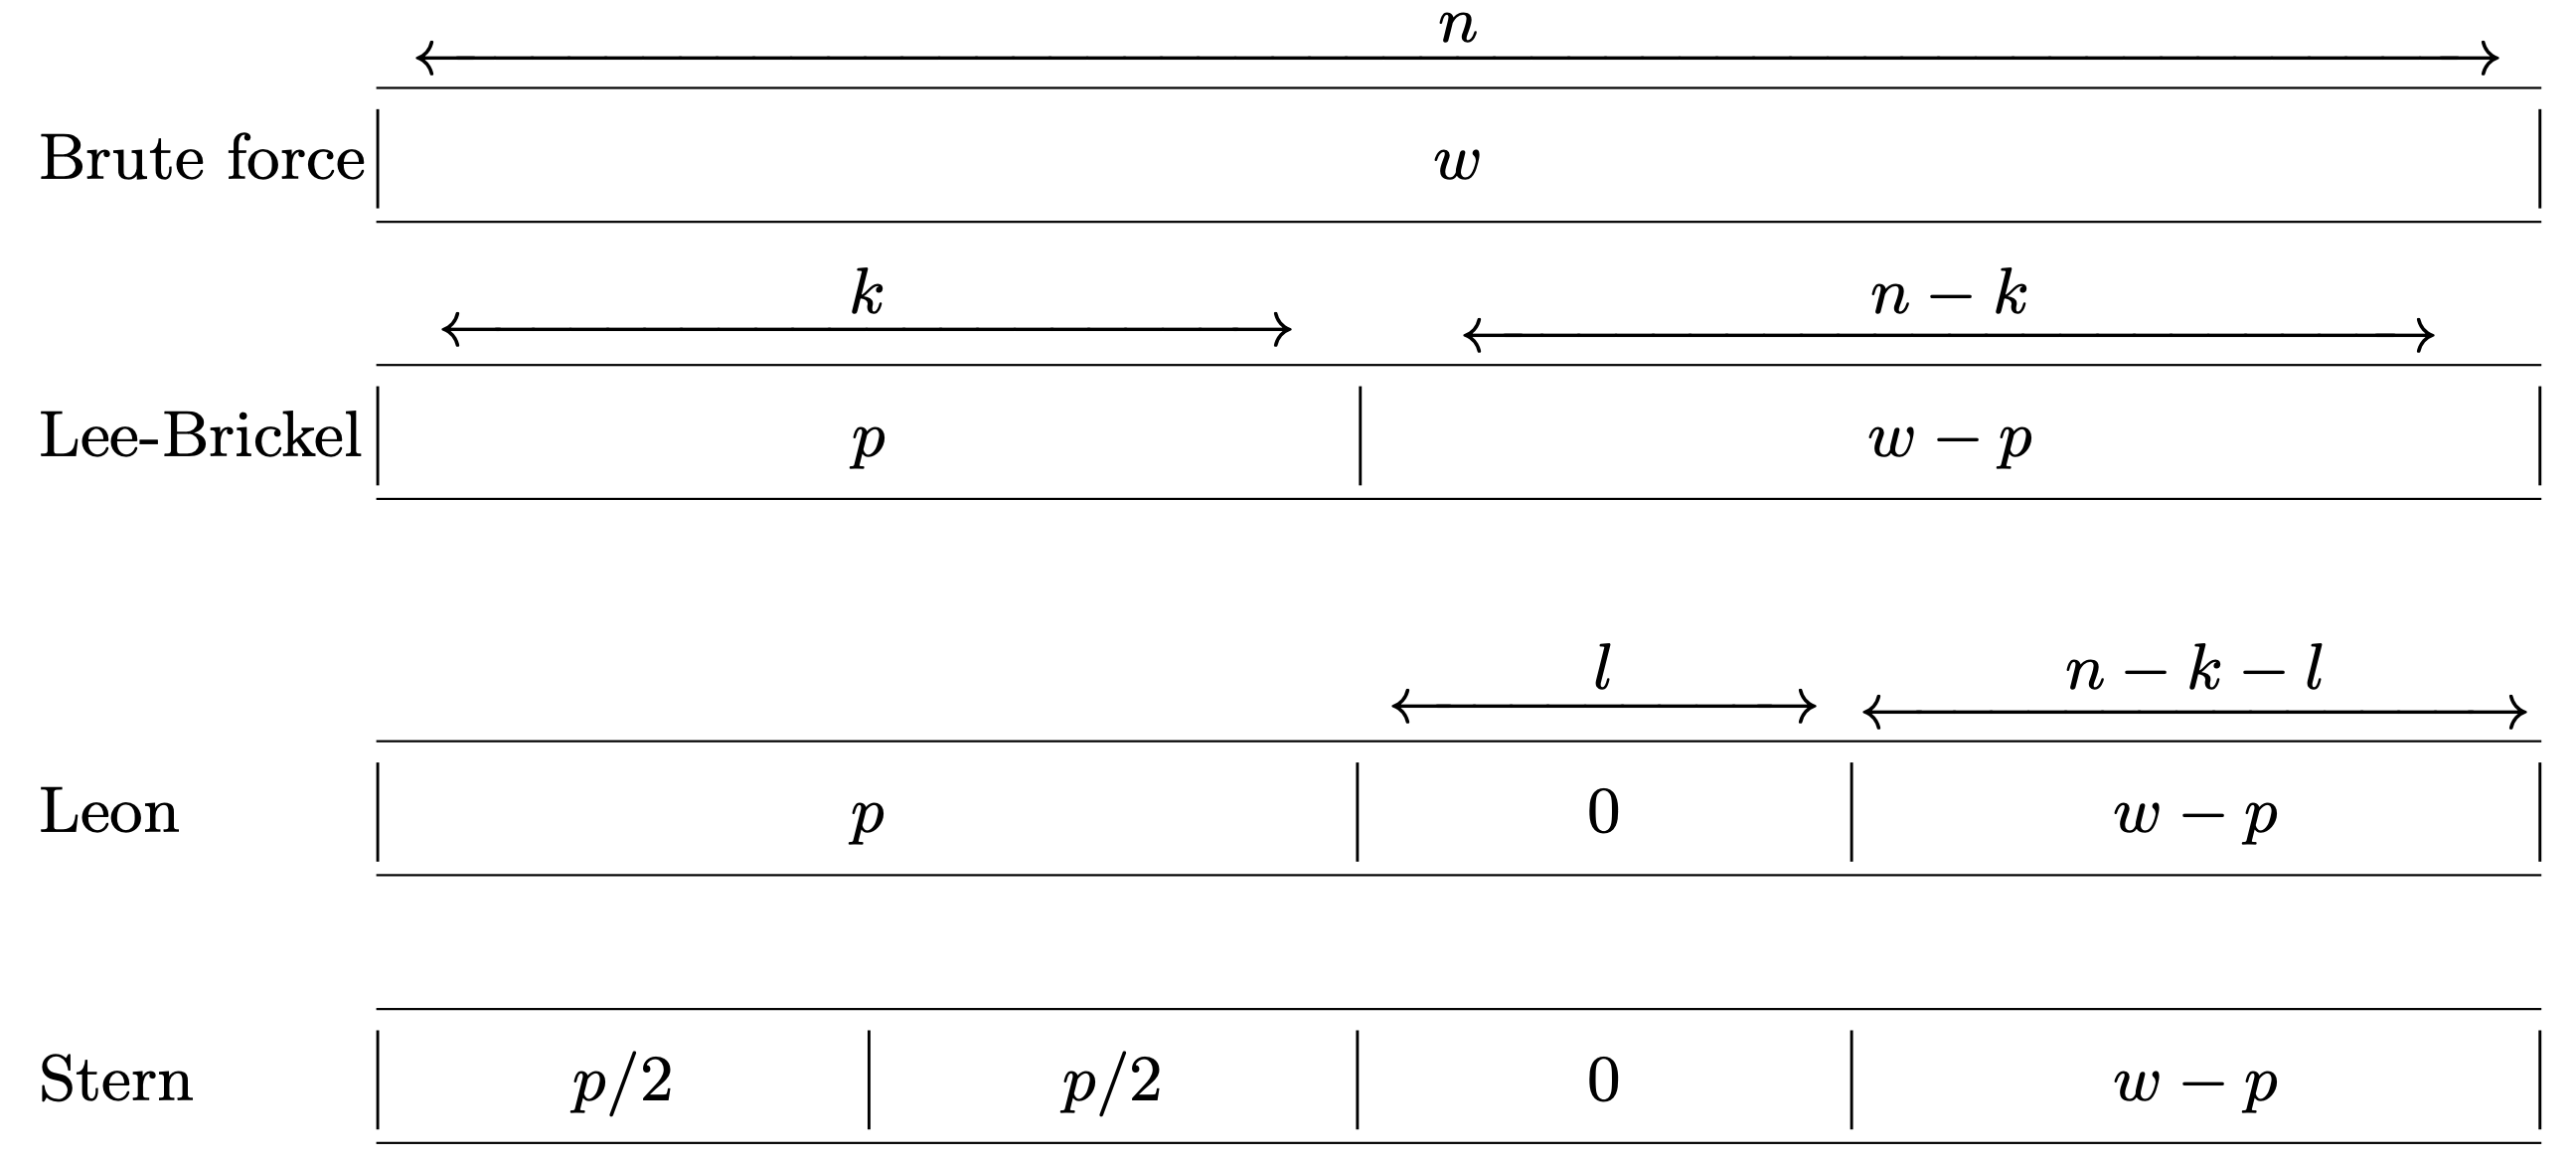 n
Brute force w
k n − k
Lee-Brickel p w − p
l n − k − l
Leon p 0 w − p
Stern p/2 p/2 0 w − p